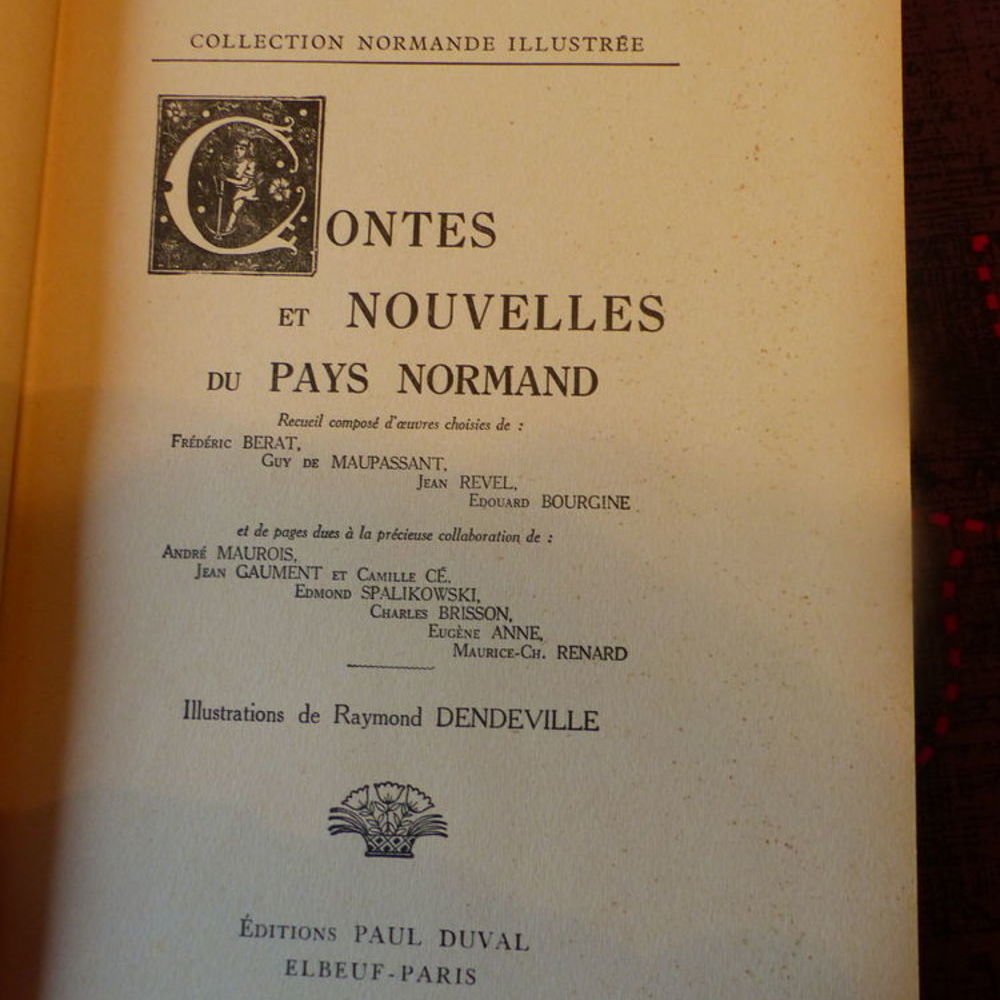 COLLECTION NORMANDE ILLUSTRÉE
CONTES
ET NOUVELLES
DU PAYS NORMAND
Recueil composé d'œuvres choisies de :
FRÉDÉRIC BERAT,
GUY DE MAUPASSANT,
JEAN REVEL,
EDOUARD BOURGINE
et de pages dues à la précieuse collaboration de :
ANDRÉ MAUROIS,
JEAN GAUMENT ET CAMILLE CÉ,
EDMOND SPALIKOWSKI,
CHARLES BRISSON,
EUGÈNE ANNE,
MAURICE-CH. RENARD
Illustrations de Raymond DENDEVILLE
ÉDITIONS PAUL DUVAL
ELBEUF-PARIS